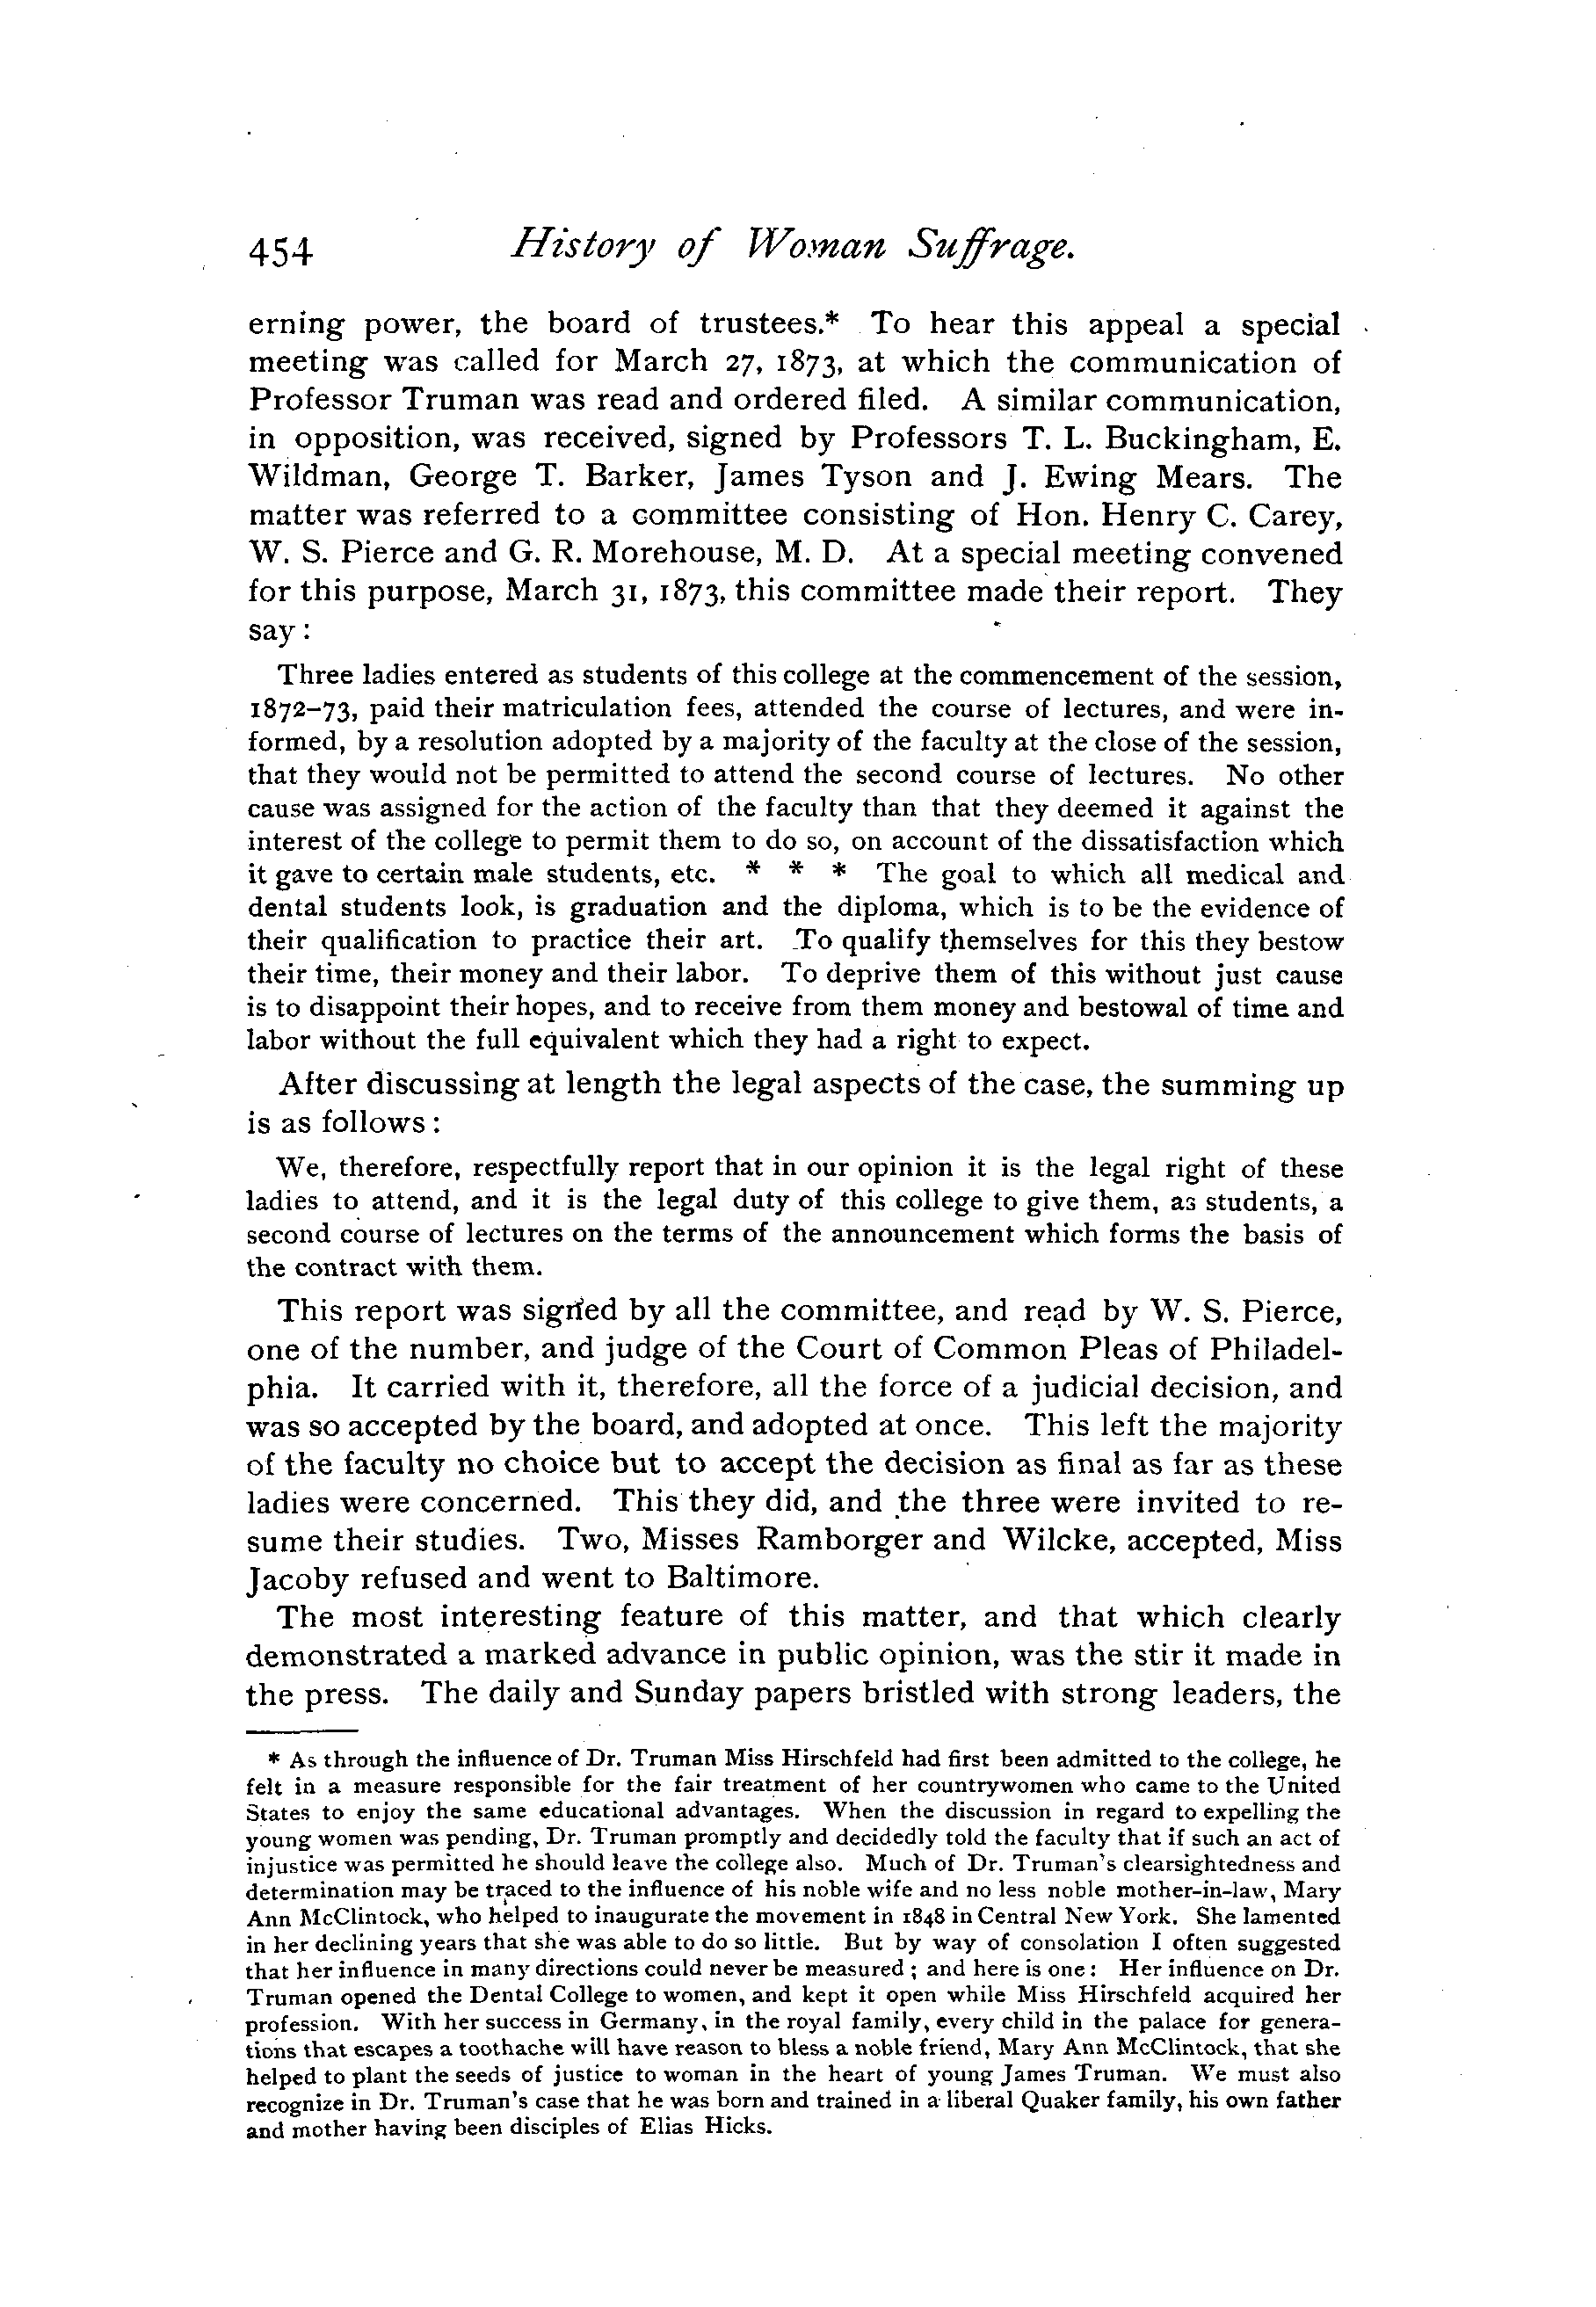 454 History of Woman Suffrage.
erning power, the board of trustees.* To hear this appeal a special
meeting was called for March 27, 1873, at which the communication of
Professor Truman was read and ordered filed. A similar communication,
in opposition, was received, signed by Professors T. L. Buckingham, E.
Wildman, George T. Barker, James Tyson and J. Ewing Mears. The
matter was referred to a committee consisting of Hon. Henry C. Carey,
W. S. Pierce and G. R. Morehouse, M. D. At a special meeting convened
for this purpose, March 31, 1873, this committee made their report. They
say:
Three ladies entered as students of this college at the commencement of the session,
1872–73, paid their matriculation fees, attended the course of lectures, and were in-
formed, by a resolution adopted by a majority of the faculty at the close of the session,
that they would not be permitted to attend the second course of lectures. No other
cause was assigned for the action of the faculty than that they deemed it against the
interest of the college to permit them to do so, on account of the dissatisfaction which
it gave to certain male students, etc. * * * The goal to which all medical and
dental students look, is graduation and the diploma, which is to be the evidence of
their qualification to practice their art. To qualify themselves for this they bestow
their time, their money and their labor. To deprive them of this without just cause
is to disappoint their hopes, and to receive from them money and bestowal of time and
labor without the full equivalent which they had a right to expect.
After discussing at length the legal aspects of the case, the summing up
is as follows:
We, therefore, respectfully report that in our opinion it is the legal right of these
ladies to attend, and it is the legal duty of this college to give them, as students, a
second course of lectures on the terms of the announcement which forms the basis of
the contract with them.
This report was signed by all the committee, and read by W. S. Pierce,
one of the number, and judge of the Court of Common Pleas of Philadel-
phia. It carried with it, therefore, all the force of a judicial decision, and
was so accepted by the board, and adopted at once. This left the majority
of the faculty no choice but to accept the decision as final as far as these
ladies were concerned. This they did, and the three were invited to re-
sume their studies. Two, Misses Ramborger and Wilcke, accepted, Miss
Jacoby refused and went to Baltimore.
The most interesting feature of this matter, and that which clearly
demonstrated a marked advance in public opinion, was the stir it made in
the press. The daily and Sunday papers bristled with strong leaders, the
* As through the influence of Dr. Truman Miss Hirschfeld had first been admitted to the college, he
felt in a measure responsible for the fair treatment of her countrywomen who came to the United
States to enjoy the same educational advantages. When the discussion in regard to expelling the
young women was pending, Dr. Truman promptly and decidedly told the faculty that if such an act of
injustice was permitted he should leave the college also. Much of Dr. Truman's clearsightedness and
determination may be traced to the influence of his noble wife and no less noble mother-in-law, Mary
Ann McClintock, who helped to inaugurate the movement in 1848 in Central New York. She lamented
in her declining years that she was able to do so little. But by way of consolation I often suggested
that her influence in many directions could never be measured; and here is one: Her influence on Dr.
Truman opened the Dental College to women, and kept it open while Miss Hirschfeld acquired her
profession. With her success in Germany, in the royal family, every child in the palace for genera-
tions that escapes a toothache will have reason to bless a noble friend, Mary Ann McClintock, that she
helped to plant the seeds of justice to woman in the heart of young James Truman. We must also
recognize in Dr. Truman's case that he was born and trained in a liberal Quaker family, his own father
and mother having been disciples of Elias Hicks.